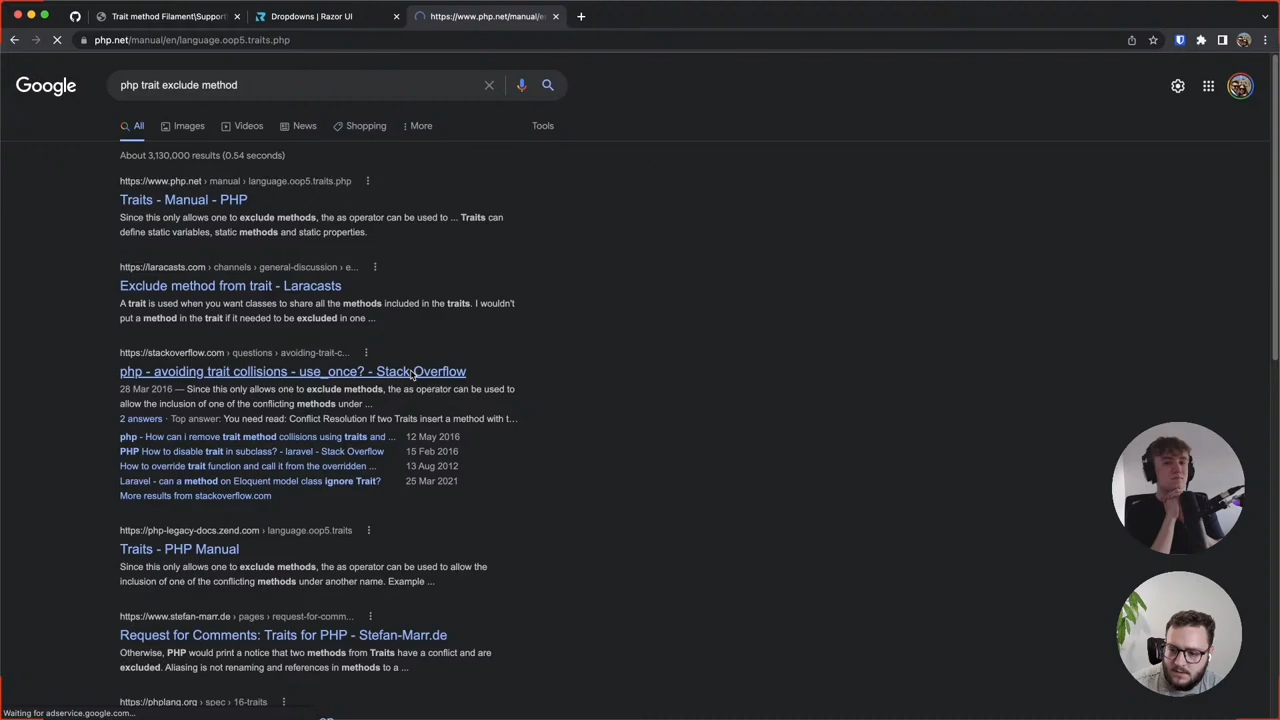 Trait method Filament\Support
Dropdowns | Razor UI
https://www.php.net/manual/e
php.net/manual/en/language.oop5.traits.php
Google
php trait exclude method
All
Images
Videos
News
Shopping
More
Tools
About 3,130,000 results (0.54 seconds)
https://www.php.net › manual › language.oop5.traits.php
Traits - Manual - PHP
Since this only allows one to exclude methods, the as operator can be used to ... Traits can
define static variables, static methods and static properties.
https://laracasts.com › channels › general-discussion › e...
Exclude method from trait - Laracasts
A trait is used when you want classes to share all the methods included in the traits. I wouldn't
put a method in the trait if it needed to be excluded in one ...
https://stackoverflow.com › questions › avoiding-trait-c...
php - avoiding trait collisions - use_once? - Stack Overflow
28 Mar 2016 — Since this only allows one to exclude methods, the as operator can be used to
allow the inclusion of one of the conflicting methods under ...
2 answers · Top answer: You need read: Conflict Resolution If two Traits insert a method with t...
php - How can i remove trait method collisions using traits and ... 12 May 2016
PHP How to disable trait in subclass? - laravel - Stack Overflow 15 Feb 2016
How to override trait function and call it from the overridden ... 13 Aug 2012
Laravel - can a method on Eloquent model class ignore Trait? 25 Mar 2021
More results from stackoverflow.com
https://php-legacy-docs.zend.com › language.oop5.traits
Traits - PHP Manual
Since this only allows one to exclude methods, the as operator can be used to allow the
inclusion of one of the conflicting methods under another name. Example ...
https://www.stefan-marr.de › pages › request-for-comm...
Request for Comments: Traits for PHP - Stefan-Marr.de
Otherwise, PHP would print a notice that two methods from Traits have a conflict and are
excluded. Aliasing is not renaming and references in methods to a ...
https://phplang.org › spec › 16-traits
Waiting for adservice.google.com...